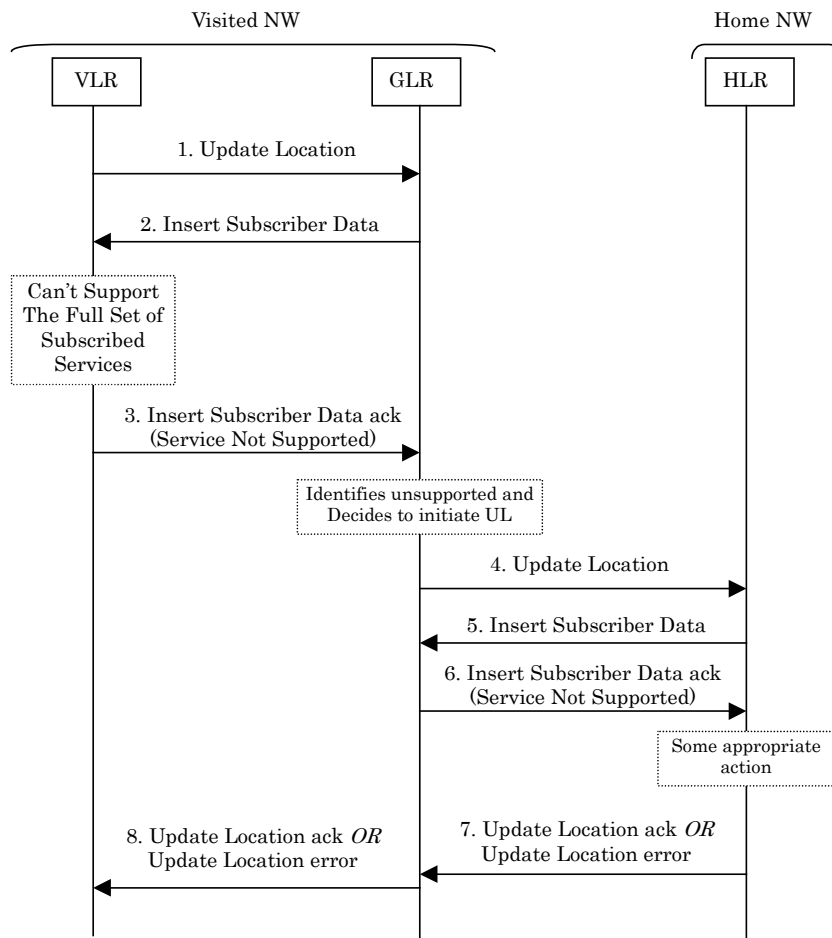 Visited NW
Home NW
VLR
GLR
HLR
1. Update Location
2. Insert Subscriber Data
Can't Support
The Full Set of
Subscribed
Services
3. Insert Subscriber Data ack
(Service Not Supported)
Identifies unsupported and
Decides to initiate UL
4. Update Location
5. Insert Subscriber Data
6. Insert Subscriber Data ack
(Service Not Supported)
Some appropriate
action
7. Update Location ack OR
Update Location error
8. Update Location ack OR
Update Location error